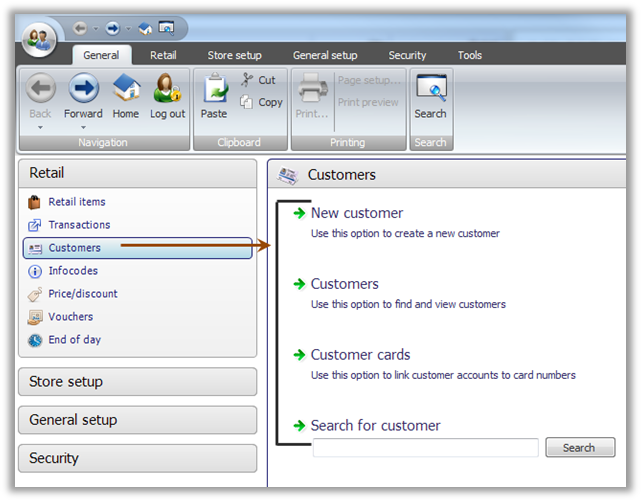 General Retail Store setup General setup Security Tools
Back Forward Home Log out
Navigation
Paste Cut
Copy
Clipboard
Print... Page setup...
Print preview
Printing
Search
Search
Retail
Retail items
Transactions
Customers
Infocodes
Price/discount
Vouchers
End of day
Store setup
General setup
Security
Customers
New customer
Use this option to create a new customer
Customers
Use this option to find and view customers
Customer cards
Use this option to link customer accounts to card numbers
Search for customer
Search